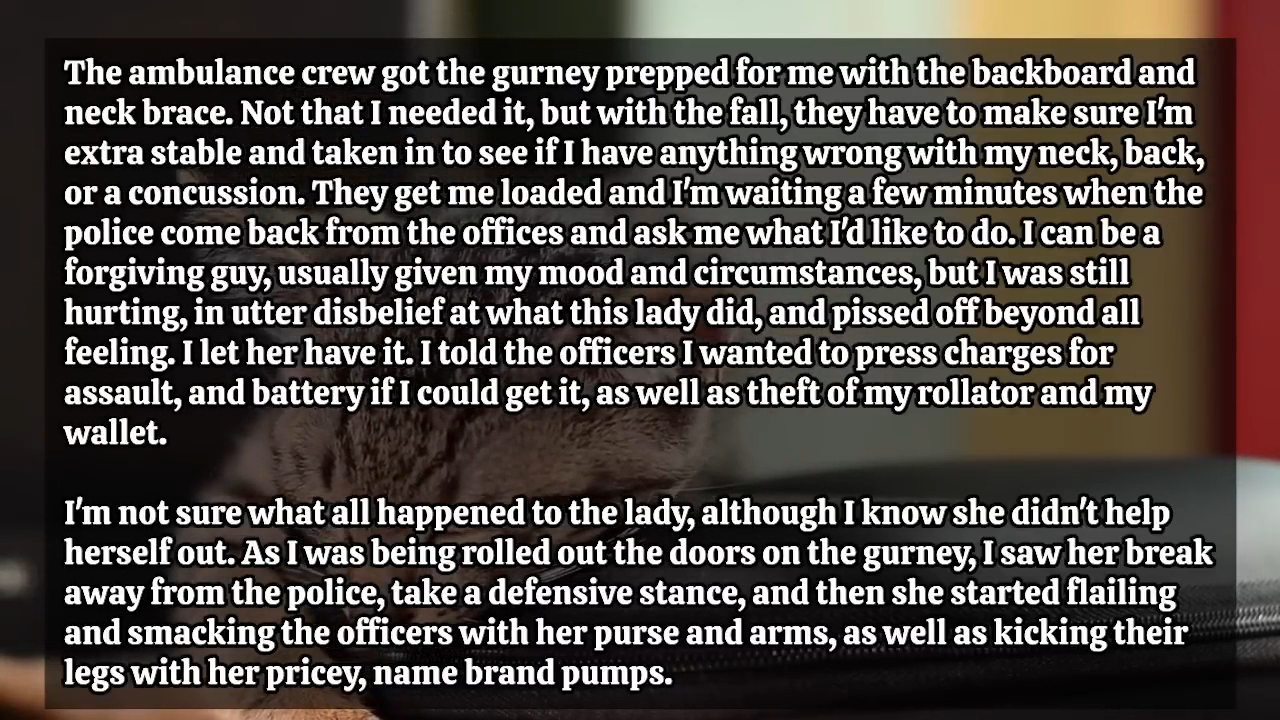 The ambulance crew got the gurney prepped for me with the backboard and
neck brace. Not that I needed it, but with the fall, they have to make sure I'm
extra stable and taken in to see if I have anything wrong with my neck, back,
or a concussion. They get me loaded and I'm waiting a few minutes when the
police come back from the offices and ask me what I'd like to do. I can be a
forgiving guy, usually given my mood and circumstances, but I was still
hurting, in utter disbelief at what this lady did, and pissed off beyond all
feeling. I let her have it. I told the officers I wanted to press charges for
assault, and battery if I could get it, as well as theft of my rollator and my
wallet.
I'm not sure what all happened to the lady, although I know she didn't help
herself out. As I was being rolled out the doors on the gurney, I saw her break
away from the police, take a defensive stance, and then she started flailing
and smacking the officers with her purse and arms, as well as kicking their
legs with her pricey, name brand pumps.